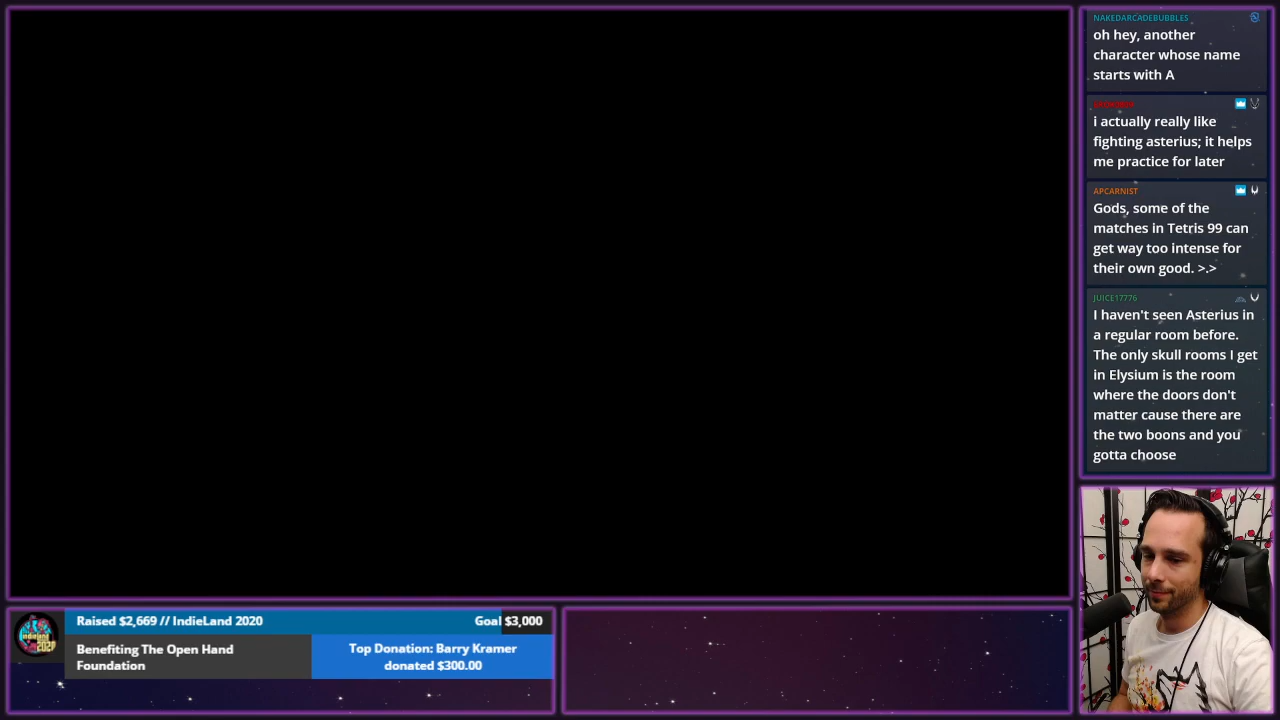 NAKEDARCADEBUBBLES
oh hey, another
character whose name
starts with A
i actually really like
fighting asterius; it helps
me practice for later
APCARNIST
Gods, some of the
matches in Tetris 99 can
get way too intense for
their own good. >.>
JUICE17776
I haven't seen Asterius in
a regular room before.
The only skull rooms I get
in Elysium is the room
where the doors don't
matter cause there are
the two boons and you
gotta choose
Raised $2,669 // IndieLand 2020
Goal $3,000
Benefiting The Open Hand
Foundation
Top Donation: Barry Kramer
donated $300.00